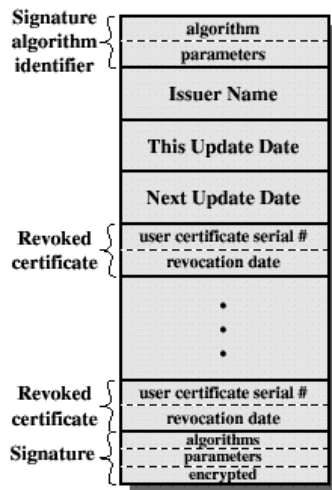 Signature
algorithm
identifier
algorithm
parameters
Issuer Name
This Update Date
Next Update Date
Revoked
certificate
user certificate serial #
revocation date
Revoked
certificate
user certificate serial #
revocation date
Signature
algorithms
parameters
encrypted